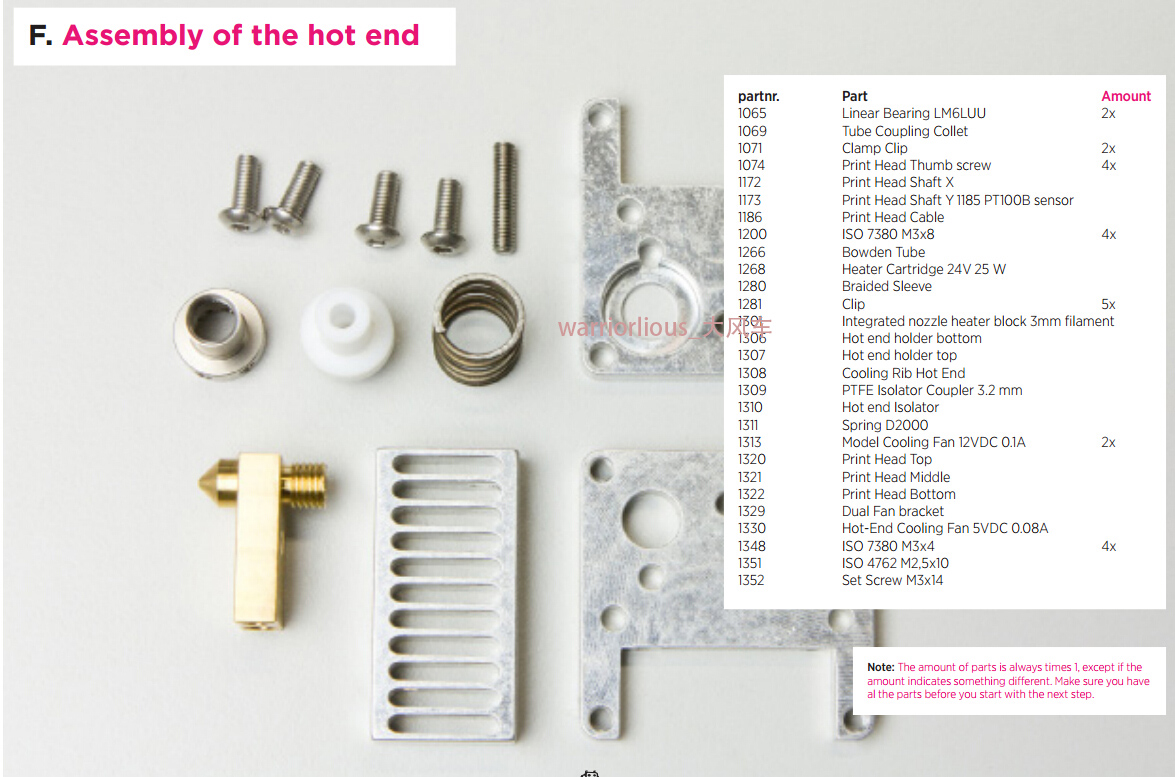 F. Assembly of the hot end
partnr. Part Amount
1065 Linear Bearing LM6LUU 2x
1069 Tube Coupling Collet
1071 Clamp Clip 2x
1074 Print Head Thumb screw 4x
1172 Print Head Shaft X
1173 Print Head Shaft Y 1185 PT100B sensor
1186 Print Head Cable
1200 ISO 7380 M3x8 4x
1266 Bowden Tube
1268 Heater Cartridge 24V 25 W
1280 Braided Sleeve
1281 Clip 5x
Integrated nozzle heater block 3mm filament
warriorlious_大风车
1306 Hot end holder bottom
1307 Hot end holder top
1308 Cooling Rib Hot End
1309 PTFE Isolator Coupler 3.2 mm
1310 Hot end Isolator
1311 Spring D2000
1313 Model Cooling Fan 12VDC 0.1A 2x
1320 Print Head Top
1321 Print Head Middle
1322 Print Head Bottom
1329 Dual Fan bracket
1330 Hot-End Cooling Fan 5VDC 0.08A
1348 ISO 7380 M3x4 4x
1351 ISO 4762 M2,5x10
1352 Set Screw M3x14
Note: The amount of parts is always times 1, except if the
amount indicates something different. Make sure you have
al the parts before you start with the next step.